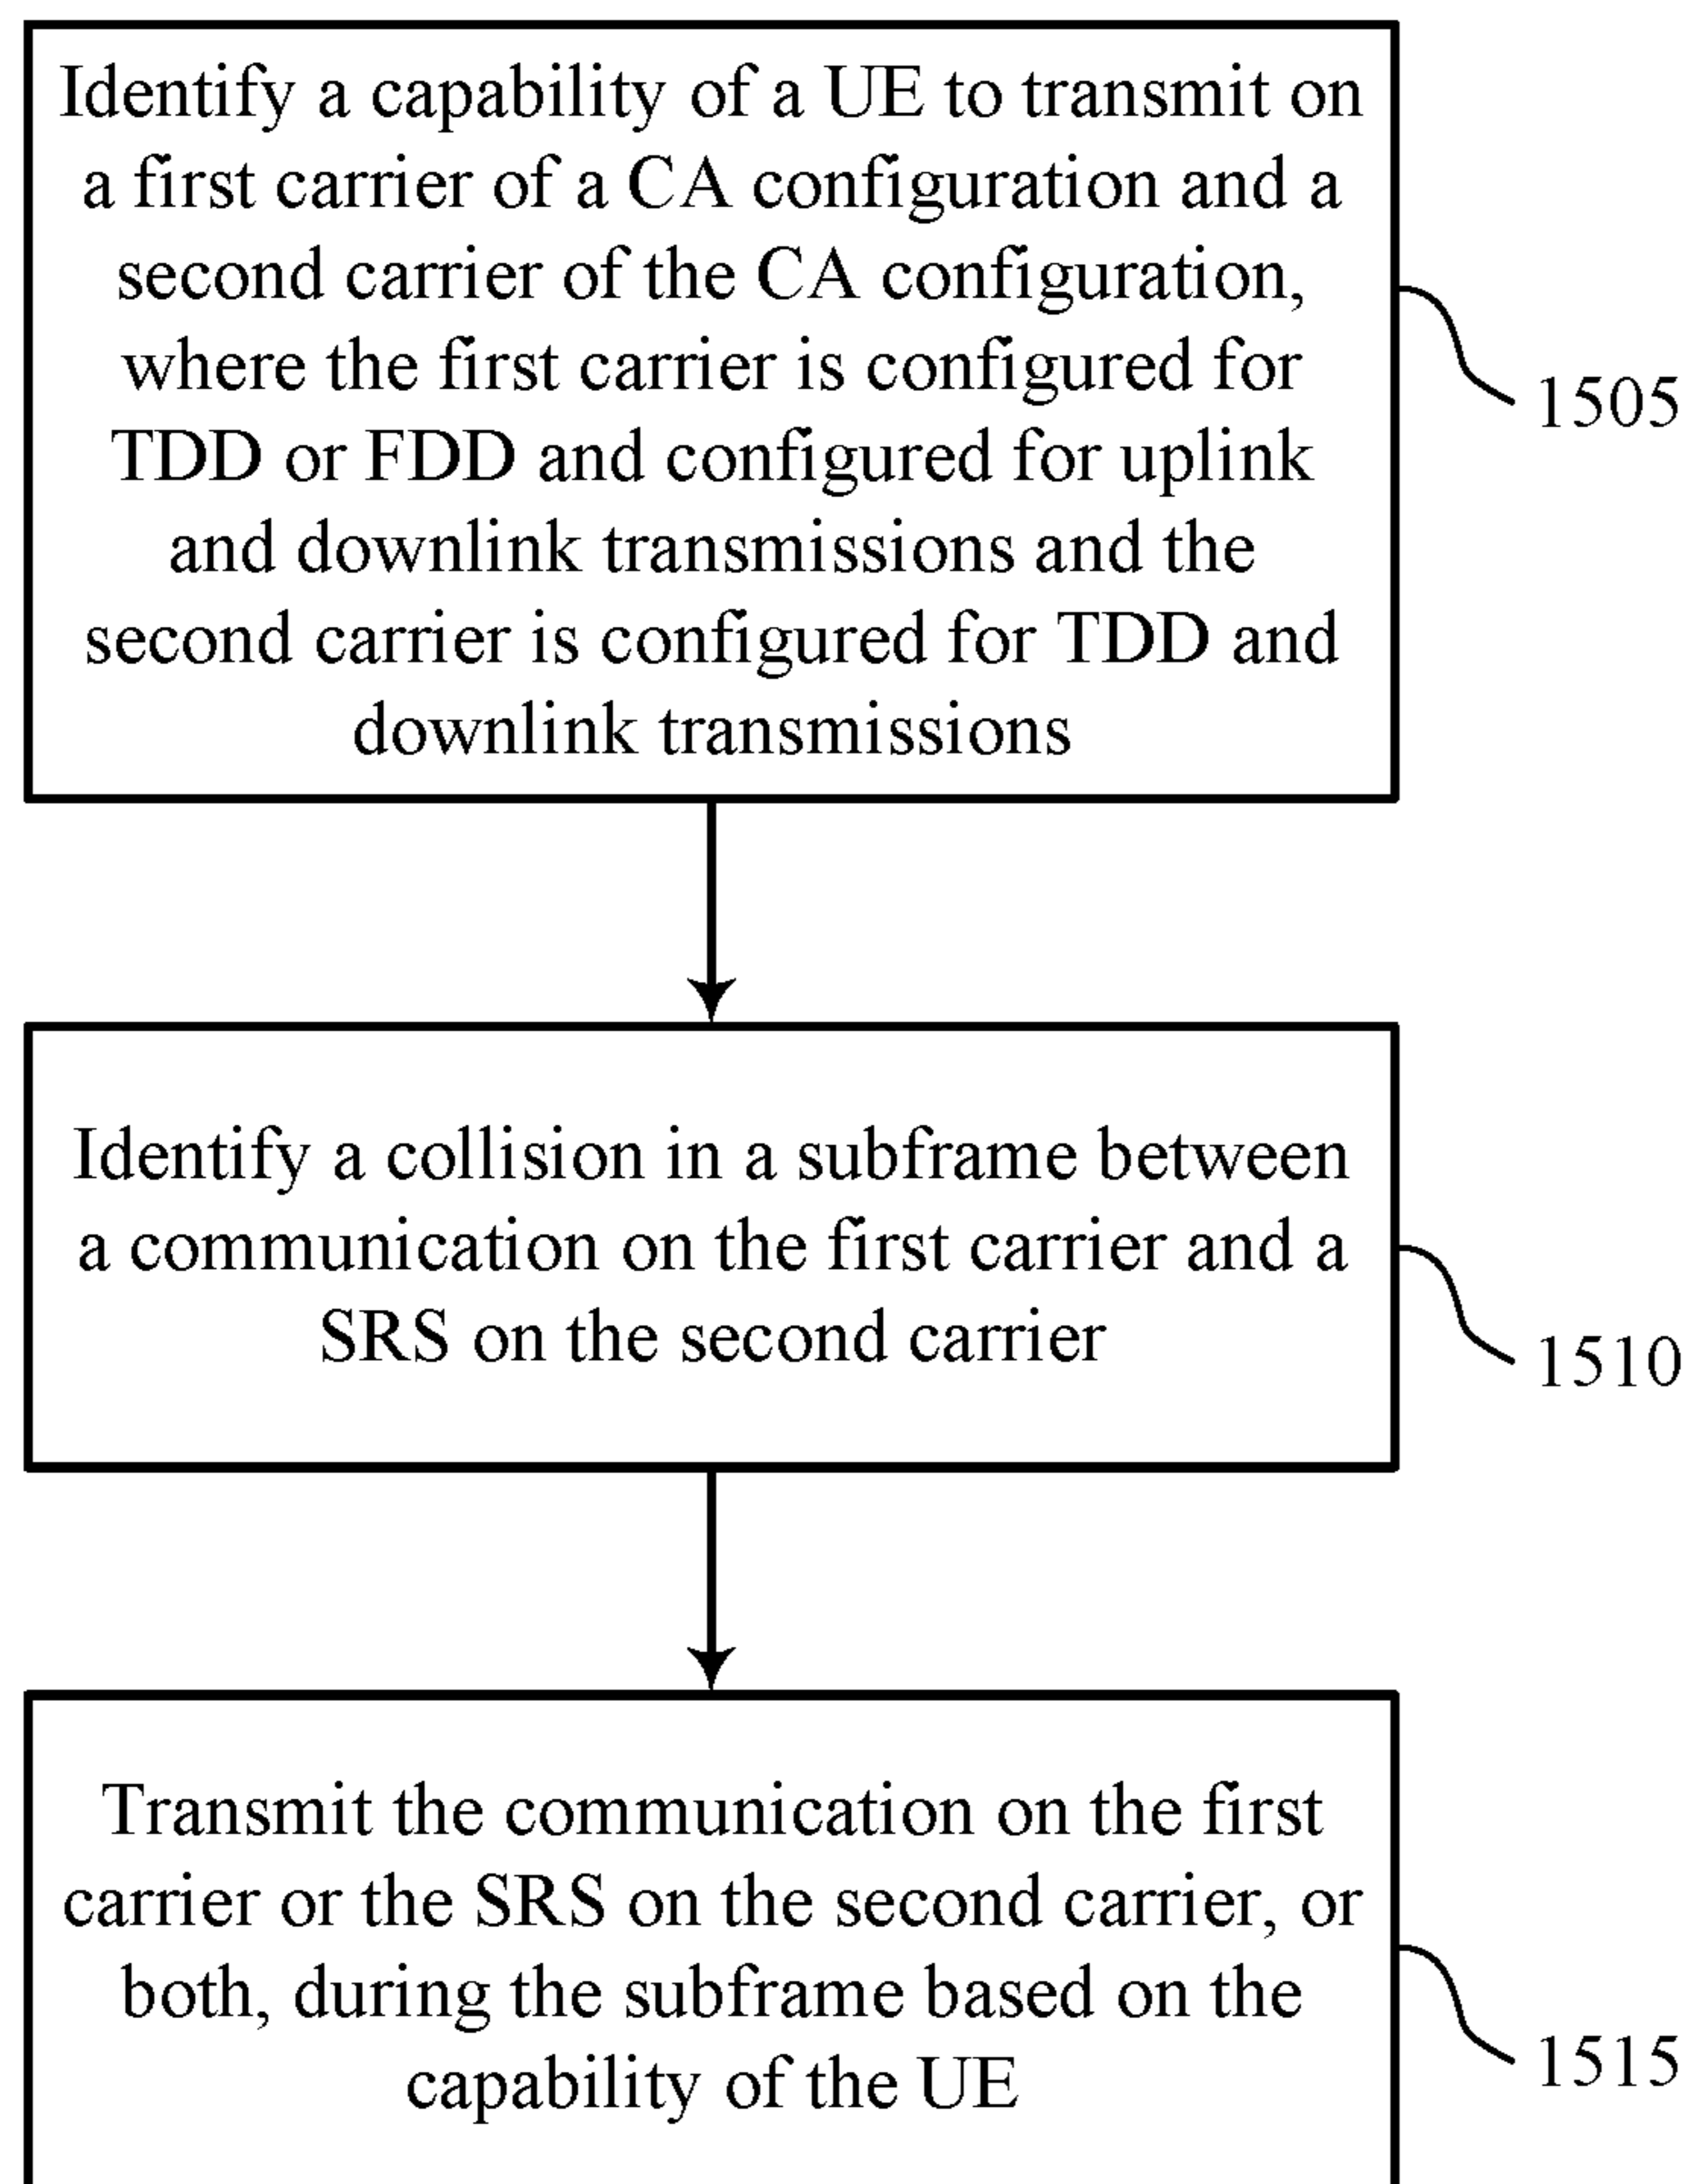 Identify a capability of a UE to transmit on
a first carrier of a CA configuration and a
second carrier of the CA configuration,
where the first carrier is configured for
TDD or FDD and configured for uplink
and downlink transmissions and the
second carrier is configured for TDD and
downlink transmissions
1505
Identify a collision in a subframe between
a communication on the first carrier and a
SRS on the second carrier
1510
Transmit the communication on the first
carrier or the SRS on the second carrier, or
both, during the subframe based on the
capability of the UE
1515